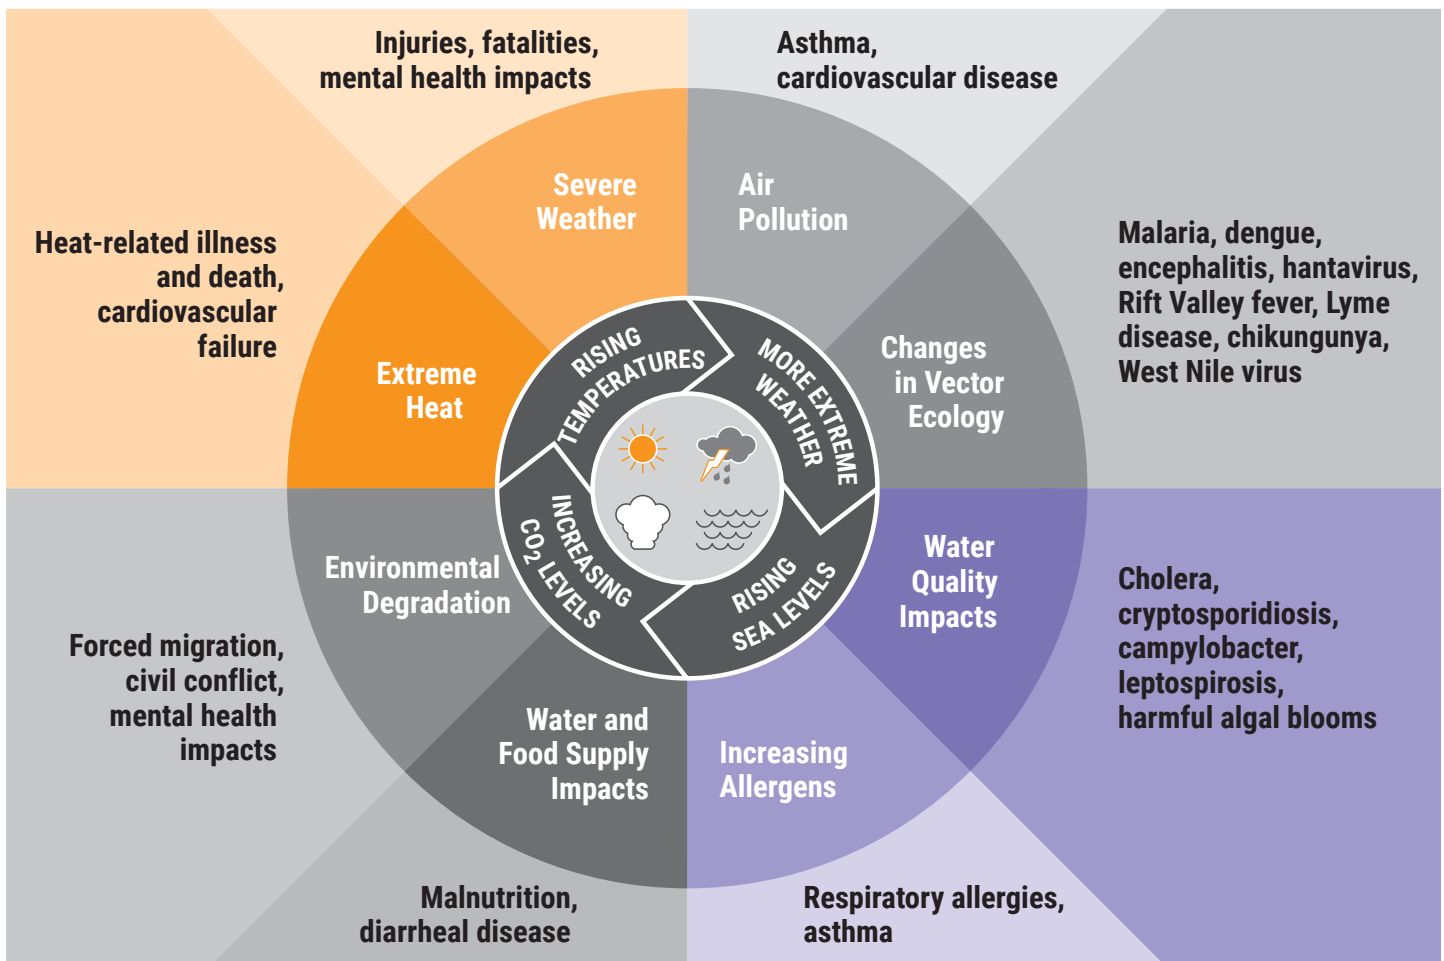 Injuries, fatalities,
mental health impacts
Asthma,
cardiovascular disease
Severe
Weather
Air
Pollution
Heat-related illness
and death,
cardiovascular
failure
Malaria, dengue,
encephalitis, hantavirus,
Rift Valley fever, Lyme
disease, chikungunya,
West Nile virus
Extreme
Heat
Changes
in Vector
Ecology
RISING
TEMPERATURES
MORE EXTREME
WEATHER
INCREASING
CO₂ LEVELS
RISING
SEA LEVELS
Environmental
Degradation
Water
Quality
Impacts
Forced migration,
civil conflict,
mental health
impacts
Cholera,
cryptosporidiosis,
campylobacter,
leptospirosis,
harmful algal blooms
Water and
Food Supply
Impacts
Increasing
Allergens
Malnutrition,
diarrheal disease
Respiratory allergies,
asthma